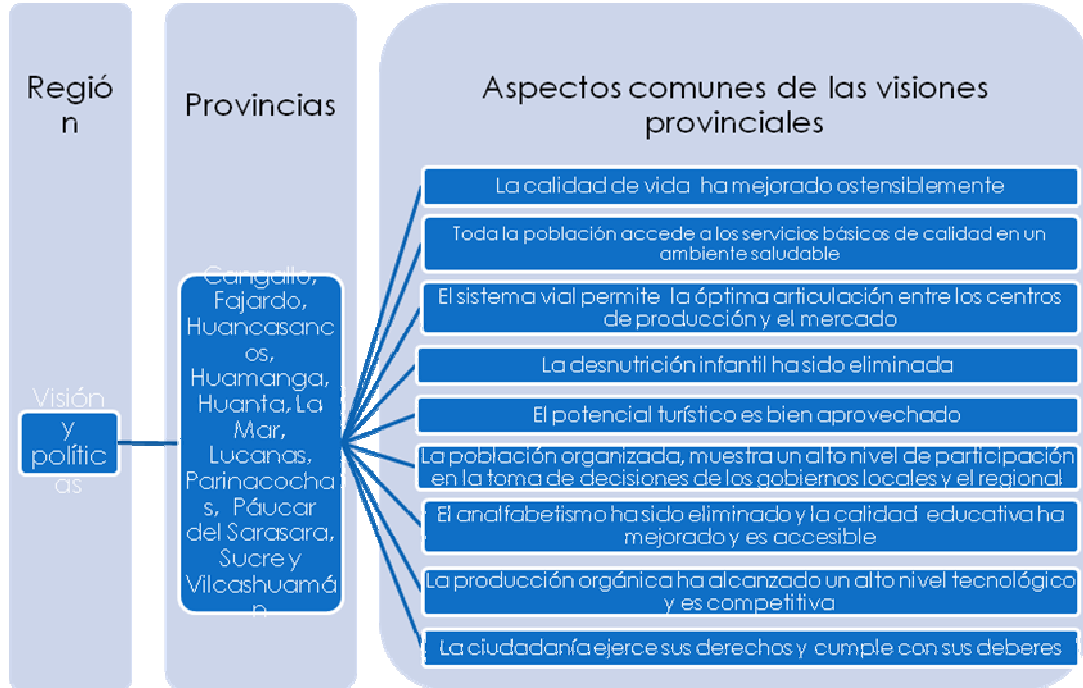 Regió
n
Visión
y
polític
as
Provincias
Cangallo,
Fajardo,
Huancasanc
os,
Huamanga,
Huanta, La
Mar,
Lucanas,
Parinacocha
s, Páucar
del Sarasara,
Sucre y
Vilcashuamá
n
Aspectos comunes de las visiones
provinciales
La calidad de vida ha mejorado ostensiblemente
Toda la población accede a los servicios básicos de calidad en un
ambiente saludable
El sistema vial permite la óptima articulación entre los centros
de producción y el mercado
La desnutrición infantil ha sido eliminada
El potencial turístico es bien aprovechado
La población organizada, muestra un alto nivel de participación
en la toma de decisiones de los gobiernos locales y el regional
El analfabetismo ha sido eliminado y la calidad educativa ha
mejorado y es accesible
La producción orgánica ha alcanzado un alto nivel tecnológico
y es competitiva
La ciudadanía ejerce sus derechos y cumple con sus deberes